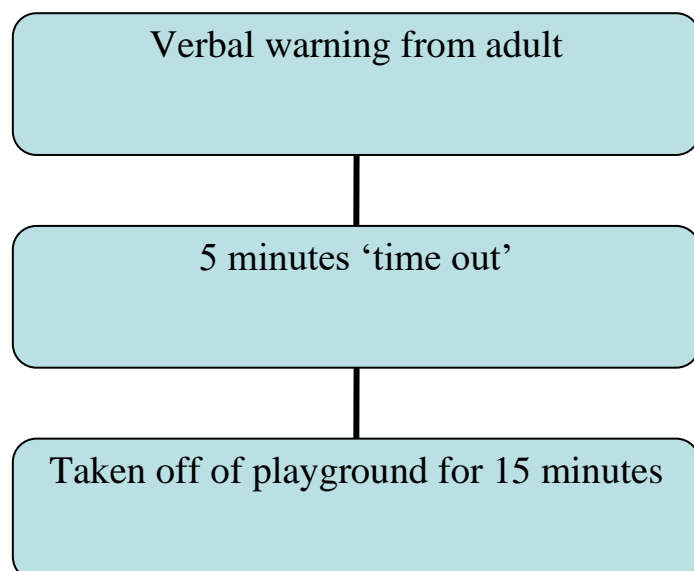 Verbal warning from adult
5 minutes ‘time out’
Taken off of playground for 15 minutes